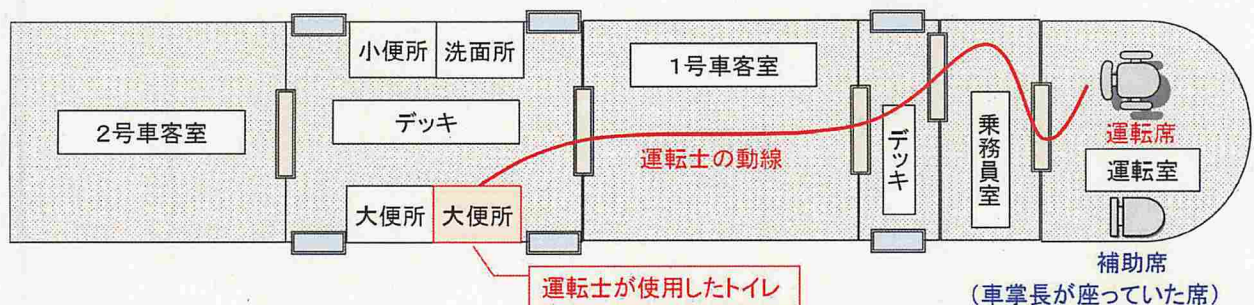 小便所
洗面所
2号車客室
デッキ
大便所
大便所
1号車客室
運転士の動線
デッキ
乗務員室
運転席
運転室
補助席
(車掌長が座っていた席)
運転士が使用したトイレ